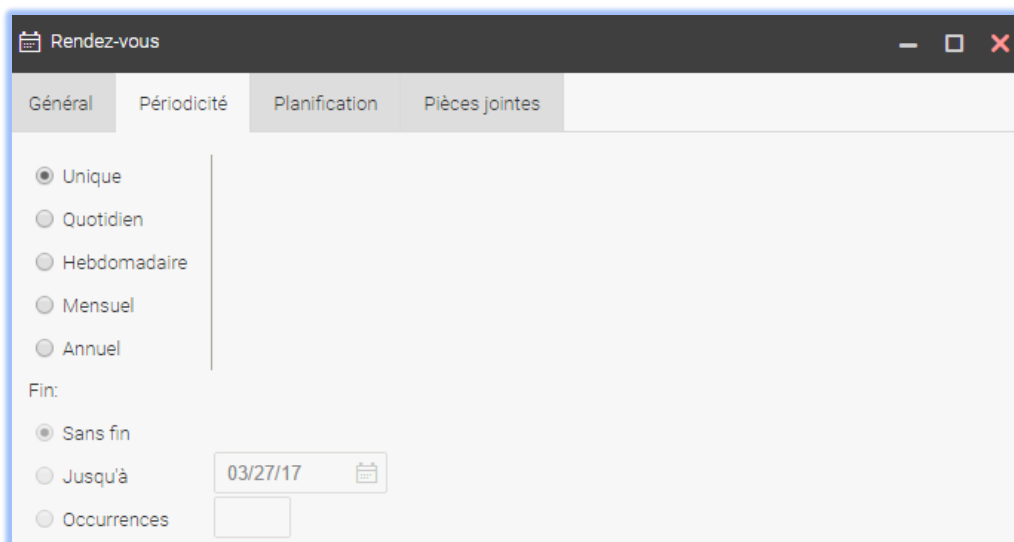 Rendez-vous
Général Périodicité Planification Pièces jointes
Unique
Quotidien
Hebdomadaire
Mensuel
Annuel
Fin:
Sans fin
Jusqu'à 03/27/17
Occurrences